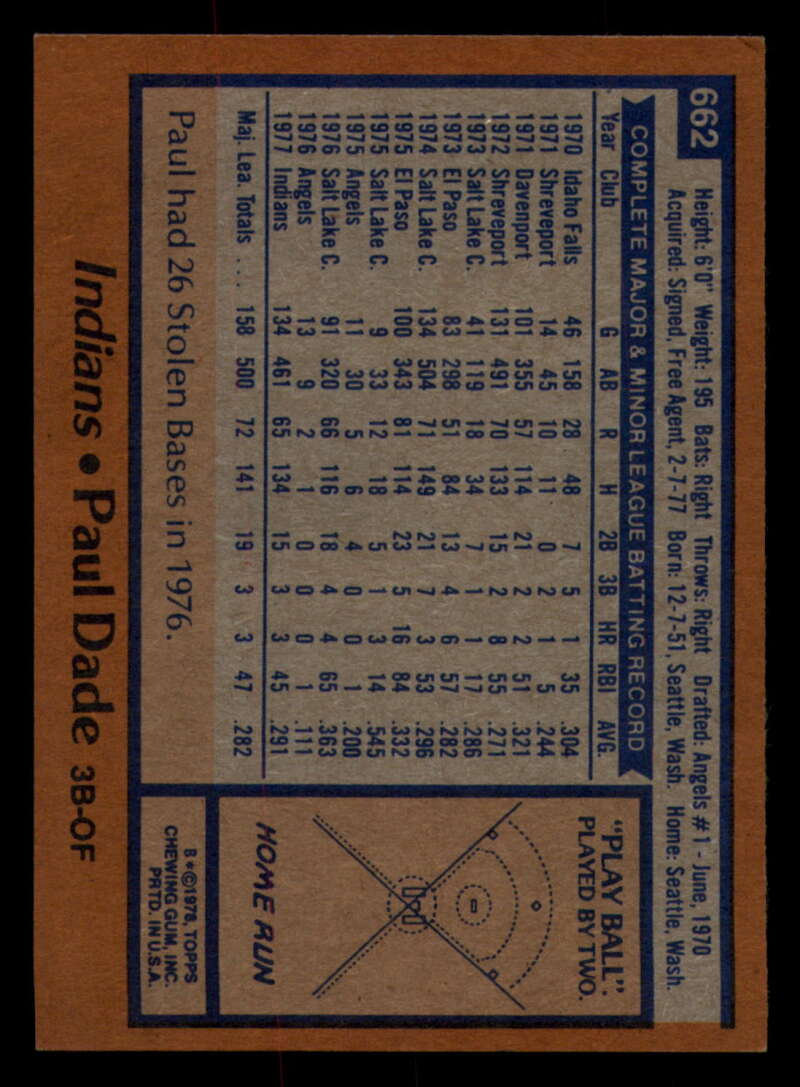 662
Height: 6'0" Weight: 195 Bats: Right Throws: Right Drafted: Angels #1 - June, 1970
Acquired: Signed, Free Agent, 2-7-77 Born: 12-7-51, Seattle, Wash. Home: Seattle, Wash.
COMPLETE MAJOR & MINOR LEAGUE BATTING RECORD
Year Club G AB R H 2B 3B HR RBI AVG.
1970 Idaho Falls 46 158 28 48 7 5 1 35 .304
1971 Shreveport 14 45 10 11 0 2 1 5 .244
1971 Davenport 101 355 57 114 21 2 2 51 .321
1972 Shreveport 131 491 70 133 15 2 8 55 .271
1973 Salt Lake C. 41 119 18 34 7 1 1 17 .286
1973 El Paso 83 298 51 84 13 4 6 57 .282
1974 Salt Lake C. 134 504 71 149 21 7 3 53 .296
1975 El Paso 100 343 81 114 23 5 16 84 .332
1975 Salt Lake C. 9 33 12 18 5 1 3 14 .545
1975 Angels 11 30 5 6 4 0 0 1 .200
1976 Salt Lake C. 91 320 66 116 18 4 4 65 .363
1976 Angels 13 9 2 1 0 0 0 1 .111
1977 Indians 134 461 65 134 15 3 3 45 .291
Maj. Lea. Totals ... 158 500 72 141 19 3 3 47 .282
Paul had 26 Stolen Bases in 1976.
"PLAY BALL":
PLAYED BY TWO.
HOME RUN
B*©1978, TOPPS
CHEWING GUM, INC.
PRTD. IN U.S.A.
Indians • Paul Dade 3B-OF